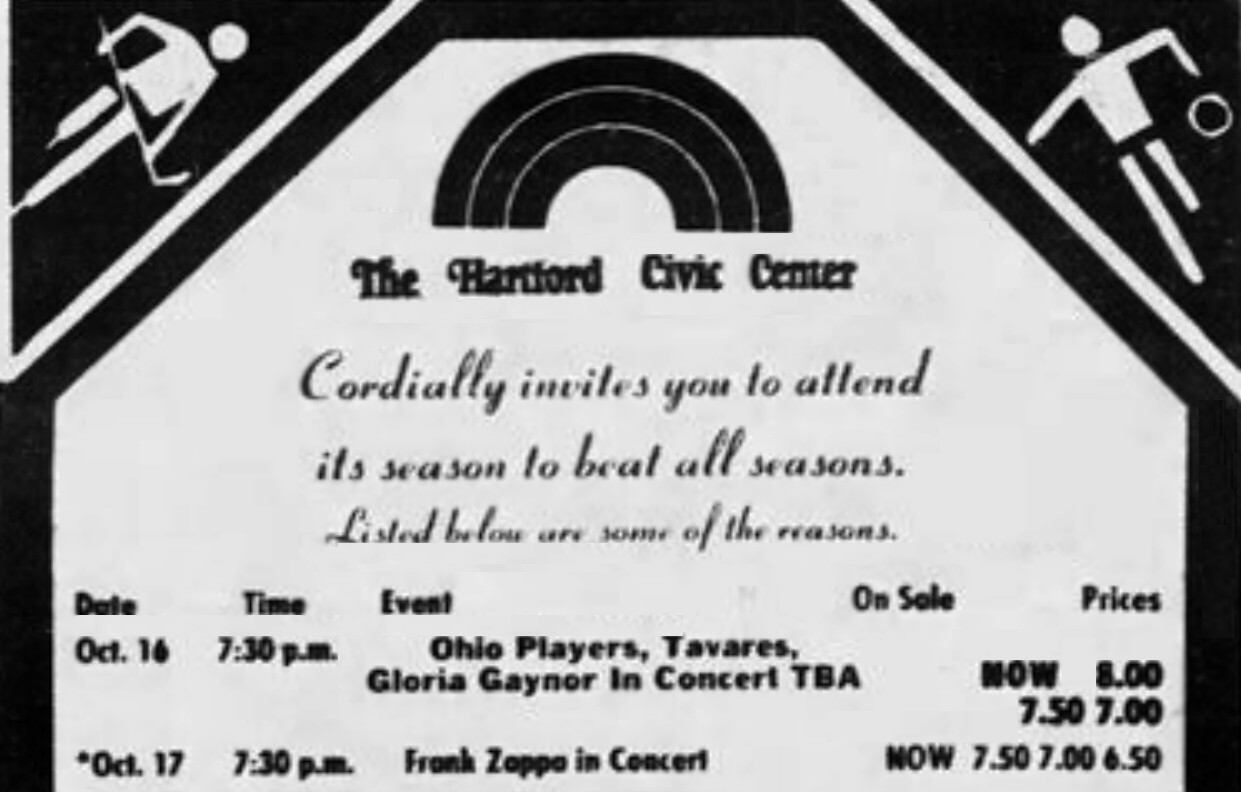 The Hartford Civic Center
Cordially invites you to attend
its season to beat all seasons.
Listed below are some of the reasons.
Date Time Event On Sale Prices
Oct. 16 7:30 p.m. Ohio Players, Tavares,
Gloria Gaynor In Concert TBA NOW 8.00
7.50 7.00
*Oct. 17 7:30 p.m. Frank Zappa in Concert NOW 7.50 7.00 6.50